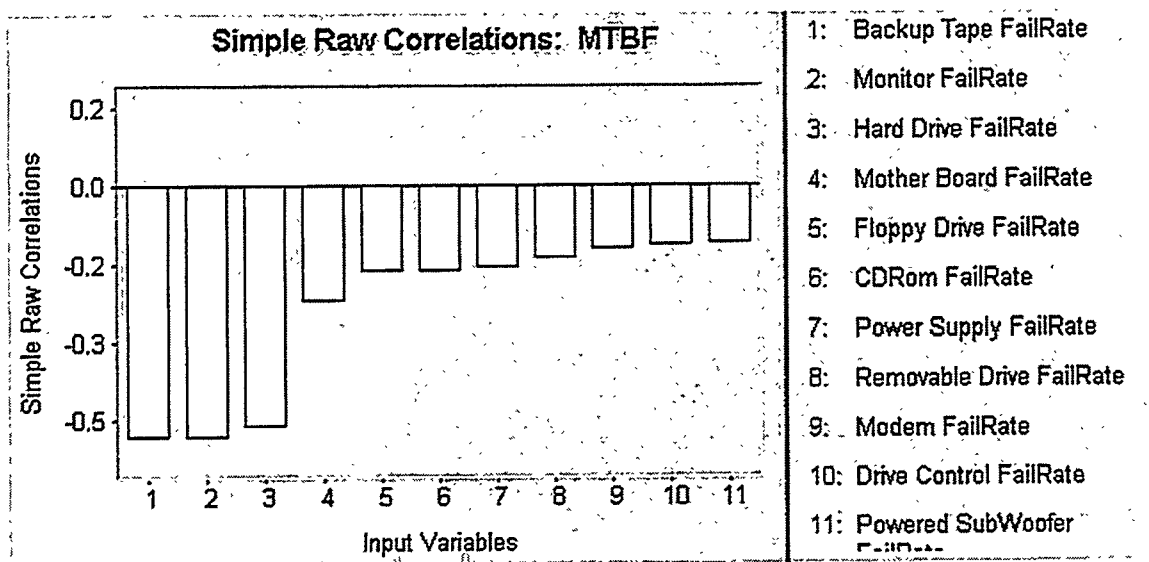 Simple Raw Correlations: MTBF
Simple Raw Correlations
0.2
0.0
-0.2
-0.3
-0.5
1 2 3 4 5 6 7 8 9 10 11
Input Variables
1: Backup Tape FailRate
2: Monitor FailRate
3: Hard Drive FailRate
4: Mother Board FailRate
5: Floppy Drive FailRate
6: CDRom FailRate
7: Power Supply FailRate
8: Removable Drive FailRate
9: Modem FailRate
10: Drive Control FailRate
11: Powered SubWoofer